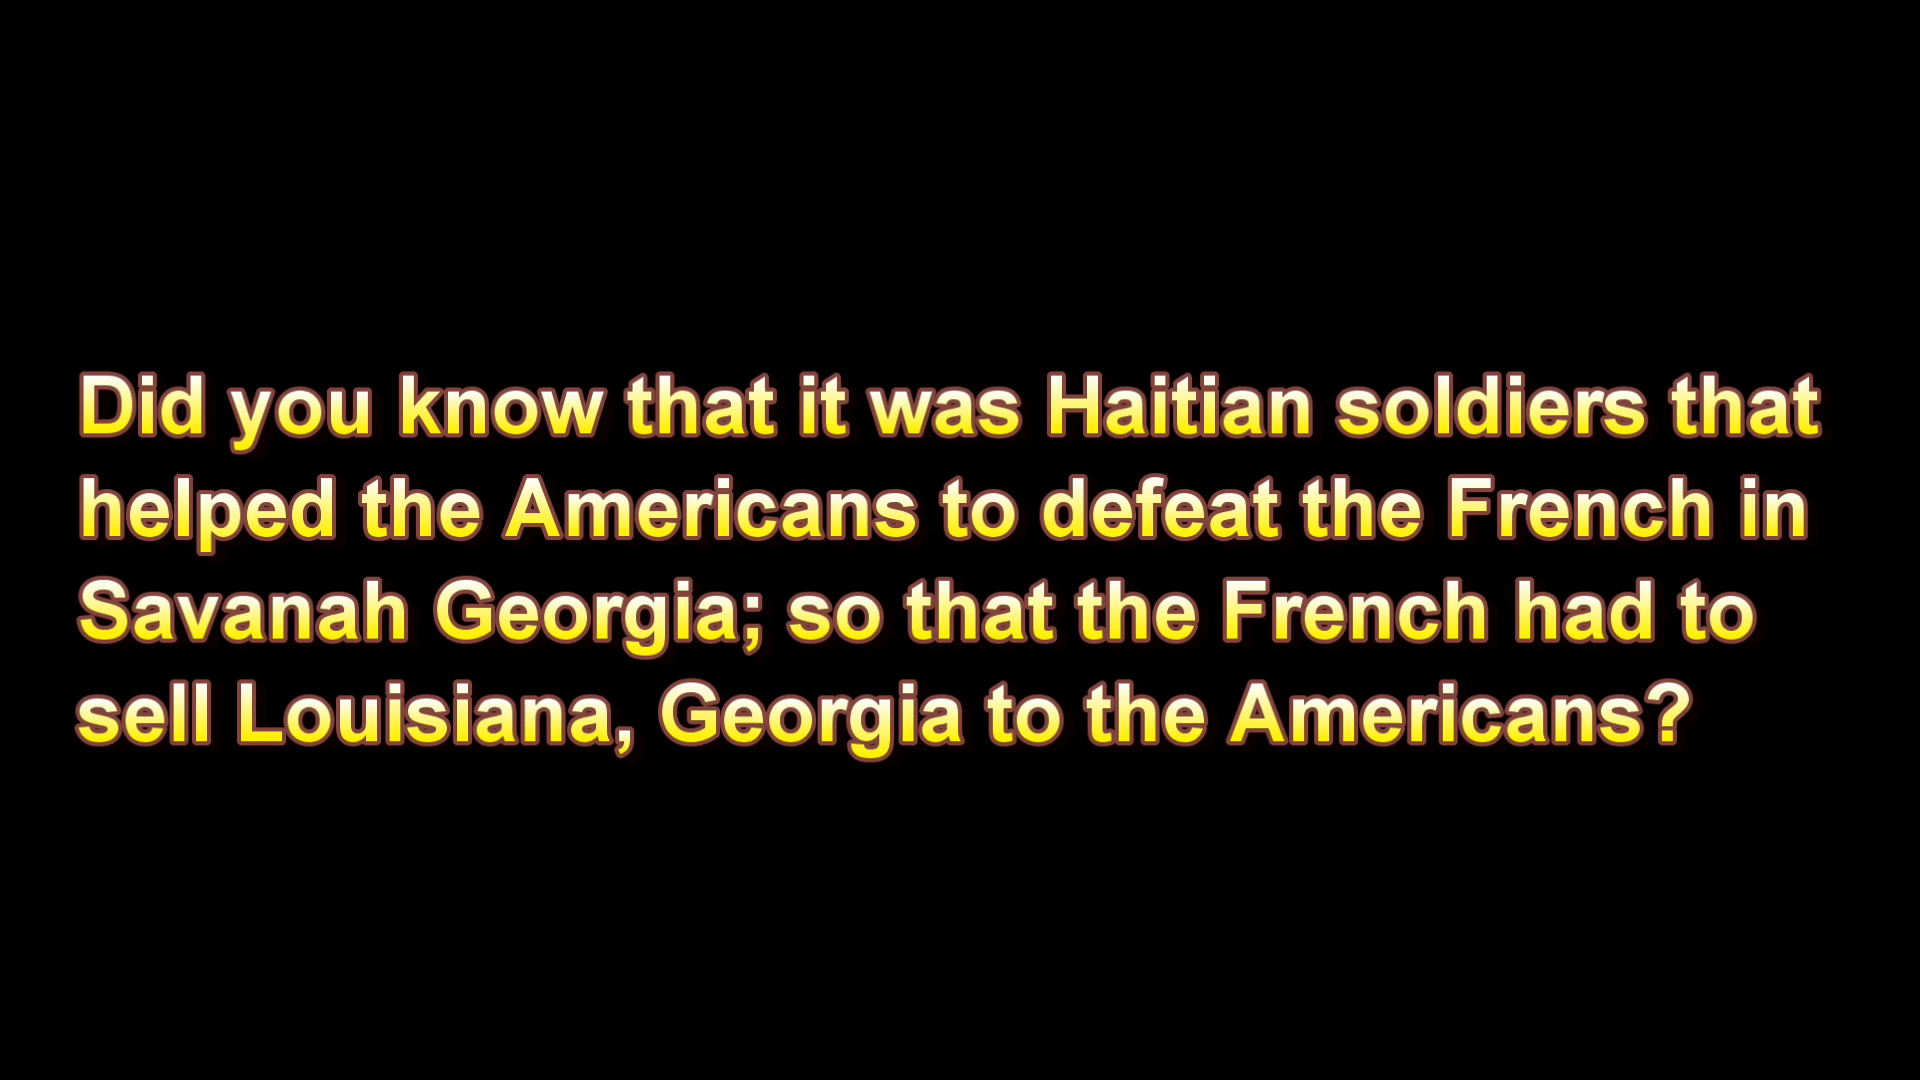 Did you know that it was Haitian soldiers that
helped the Americans to defeat the French in
Savanah Georgia; so that the French had to
sell Louisiana, Georgia to the Americans?